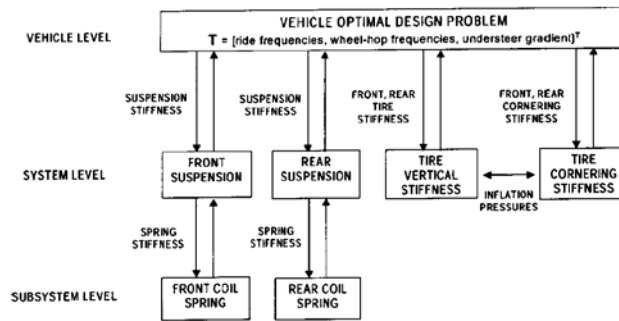 VEHICLE LEVEL
VEHICLE OPTIMAL DESIGN PROBLEM
T = [ride frequencies, wheel-hop frequencies, understeer gradient]ᵀ
SUSPENSION
STIFFNESS
SUSPENSION
STIFFNESS
FRONT, REAR
TIRE
STIFFNESS
FRONT, REAR
CORNERING
STIFFNESS
SYSTEM LEVEL
FRONT
SUSPENSION
REAR
SUSPENSION
TIRE
VERTICAL
STIFFNESS
INFLATION
PRESSURES
TIRE
CORNERING
STIFFNESS
SPRING
STIFFNESS
SPRING
STIFFNESS
SUBSYSTEM LEVEL
FRONT COIL
SPRING
REAR COIL
SPRING